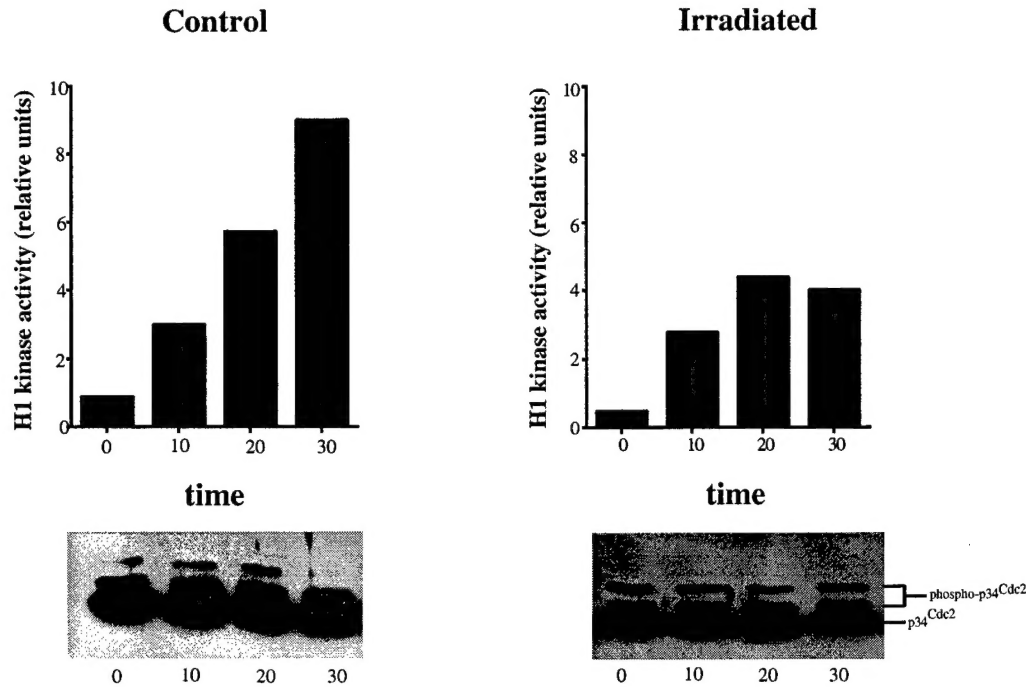 Control
H1 kinase activity (relative units)
10
8
6
4
2
0
0 10 20 30
time
0 10 20 30
Irradiated
H1 kinase activity (relative units)
10
8
6
4
2
0
0 10 20 30
time
phospho-p34Cdc2
p34Cdc2
0 10 20 30